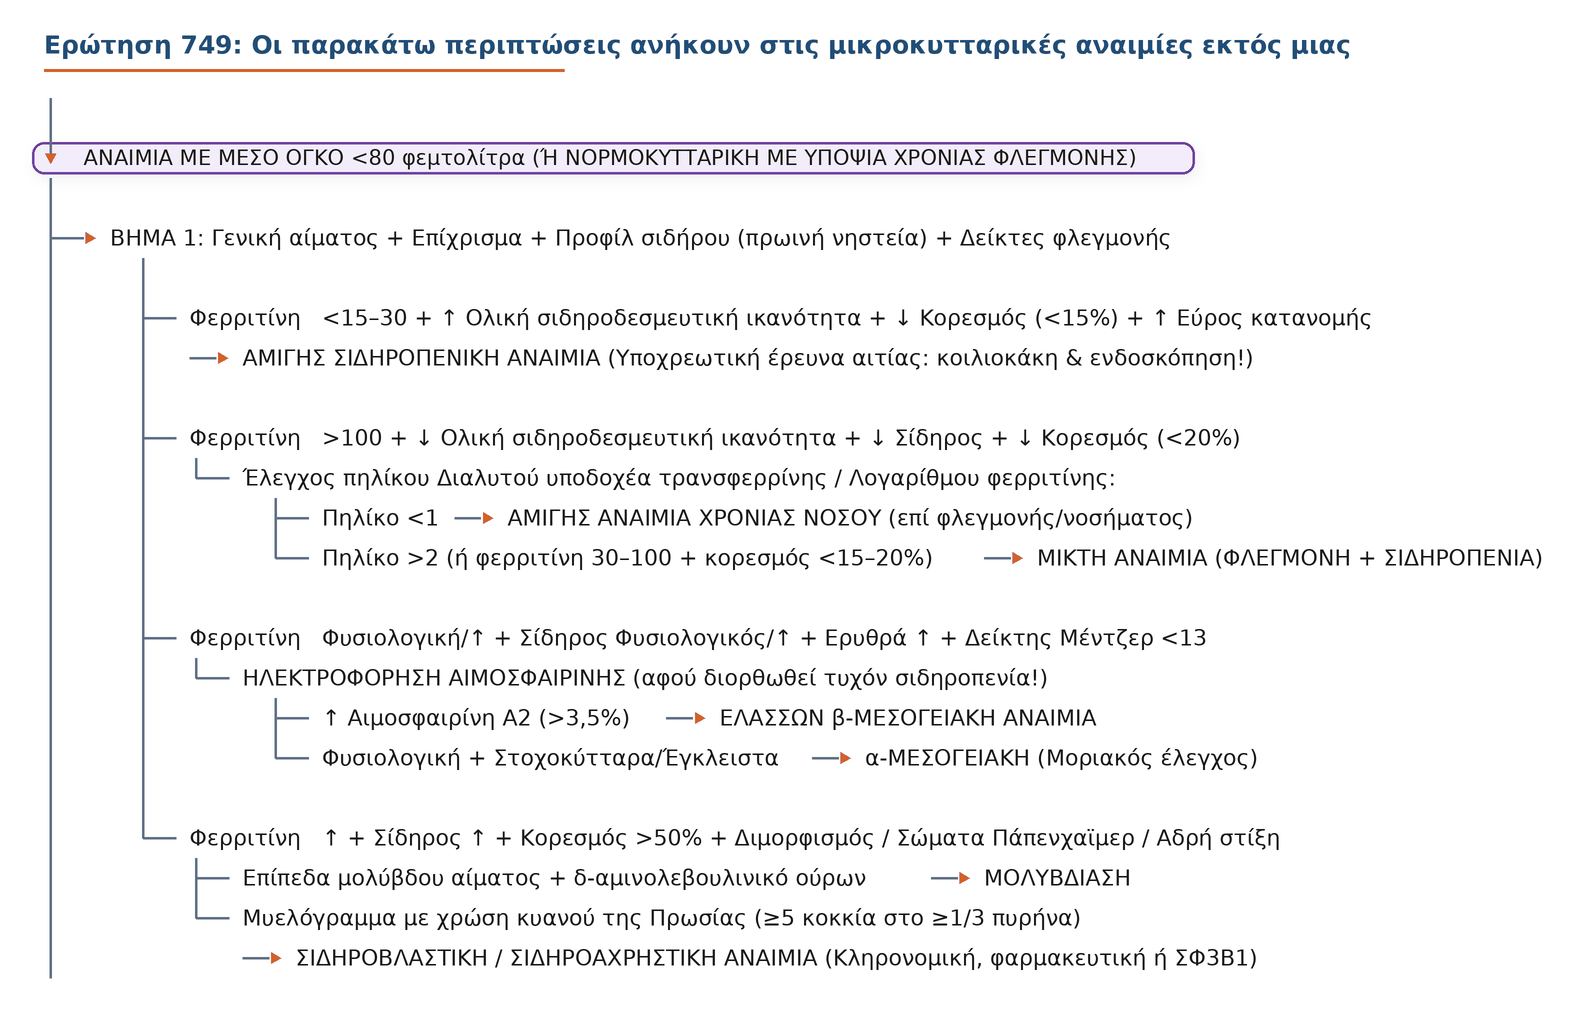 Ερώτηση 749: Οι παρακάτω περιπτώσεις ανήκουν στις μικροκυτταρικές αναιμίες εκτός μιας
ΑΝΑΙΜΙΑ ΜΕ ΜΕΣΟ ΟΓΚΟ <80 φεμτολίτρα (Ή ΝΟΡΜΟΚΥΤΤΑΡΙΚΗ ΜΕ ΥΠΟΨΙΑ ΧΡΟΝΙΑΣ ΦΛΕΓΜΟΝΗΣ)
ΒΗΜΑ 1: Γενική αίματος + Επίχρισμα + Προφίλ σιδήρου (πρωινή νηστεία) + Δείκτες φλεγμονής
Φερριτίνη <15–30 + ↑ Ολική σιδηροδεσμευτική ικανότητα + ↓ Κορεσμός (<15%) + ↑ Εύρος κατανομής
ΑΜΙΓΗΣ ΣΙΔΗΡΟΠΕΝΙΚΗ ΑΝΑΙΜΙΑ (Υποχρεωτική έρευνα αιτίας: κοιλιοκάκη & ενδοσκόπηση!)
Φερριτίνη >100 + ↓ Ολική σιδηροδεσμευτική ικανότητα + ↓ Σίδηρος + ↓ Κορεσμός (<20%)
Έλεγχος πηλίκου Διαλυτού υποδοχέα τρανσφερρίνης / Λογαρίθμου φερριτίνης:
Πηλίκο <1 → ΑΜΙΓΗΣ ΑΝΑΙΜΙΑ ΧΡΟΝΙΑΣ ΝΟΣΟΥ (επί φλεγμονής/νοσήματος)
Πηλίκο >2 (ή φερριτίνη 30–100 + κορεσμός <15–20%) → ΜΙΚΤΗ ΑΝΑΙΜΙΑ (ΦΛΕΓΜΟΝΗ + ΣΙΔΗΡΟΠΕΝΙΑ)
Φερριτίνη Φυσιολογική/↑ + Σίδηρος Φυσιολογικός/↑ + Ερυθρά ↑ + Δείκτης Μέντζερ <13
ΗΛΕΚΤΡΟΦΟΡΗΣΗ ΑΙΜΟΣΦΑΙΡΙΝΗΣ (αφού διορθωθεί τυχόν σιδηροπενία!)
↑ Αιμοσφαιρίνη Α2 (>3,5%) → ΕΛΑΣΣΩΝ β-ΜΕΣΟΓΕΙΑΚΗ ΑΝΑΙΜΙΑ
Φυσιολογική + Στοχοκύτταρα/Έγκλειστα → α-ΜΕΣΟΓΕΙΑΚΗ (Μοριακός έλεγχος)
Φερριτίνη ↑ + Σίδηρος ↑ + Κορεσμός >50% + Διμορφισμός / Σώματα Πάπενχαϊμερ / Αδρή στίξη
Επίπεδα μολύβδου αίματος + δ-αμινολεβουλινικό ούρων → ΜΟΛΥΒΔΙΑΣΗ
Μυελόγραμμα με χρώση κυανού της Πρωσίας (≥5 κοκκία στο ≥1/3 πυρήνα)
ΣΙΔΗΡΟΒΛΑΣΤΙΚΗ / ΣΙΔΗΡΟΑΧΡΗΣΤΙΚΗ ΑΝΑΙΜΙΑ (Κληρονομική, φαρμακευτική ή ΣΦ3Β1)